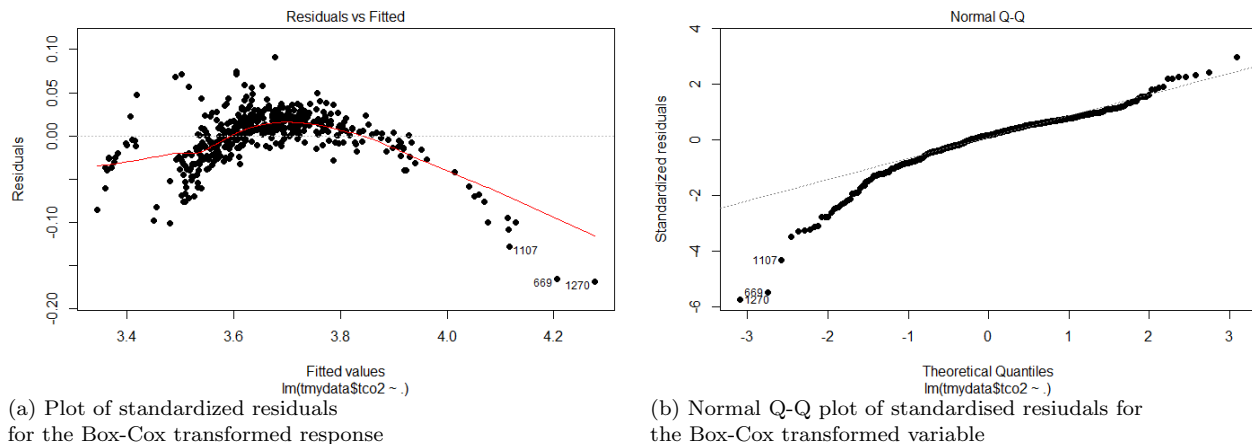 Residuals vs Fitted
Residuals
0.10
0.05
0.00
-0.10
-0.20
1107
669
1270
3.4
3.6
3.8
4.0
4.2
Fitted values
lm(tmydata$tco2 ~ .)
(a) Plot of standardized residuals
for the Box-Cox transformed response
Normal Q-Q
Standardized residuals
4
2
0
-2
-4
-6
1107
669
1270
-3
-2
-1
0
1
2
3
Theoretical Quantiles
lm(tmydata$tco2 ~ .)
(b) Normal Q-Q plot of standardised resiudals for
the Box-Cox transformed variable